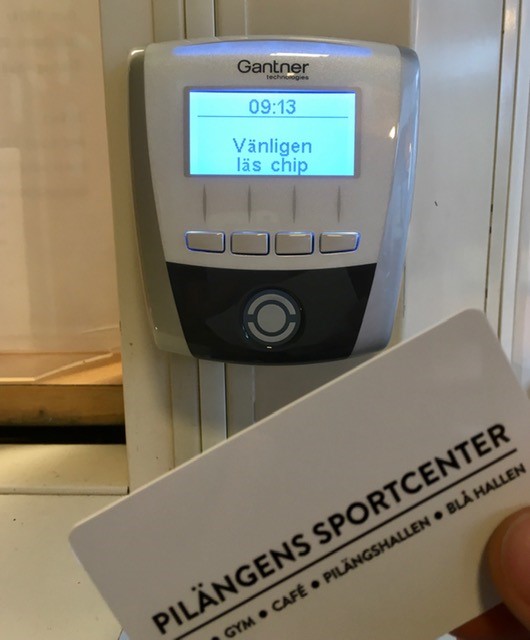 Gantner
technologies
09:13
Vänligen
läs chip
PILÄNGENS SPORTCENTER
• GYM • CAFÉ • PILÄNGSHALLEN • BLÅ HALLEN